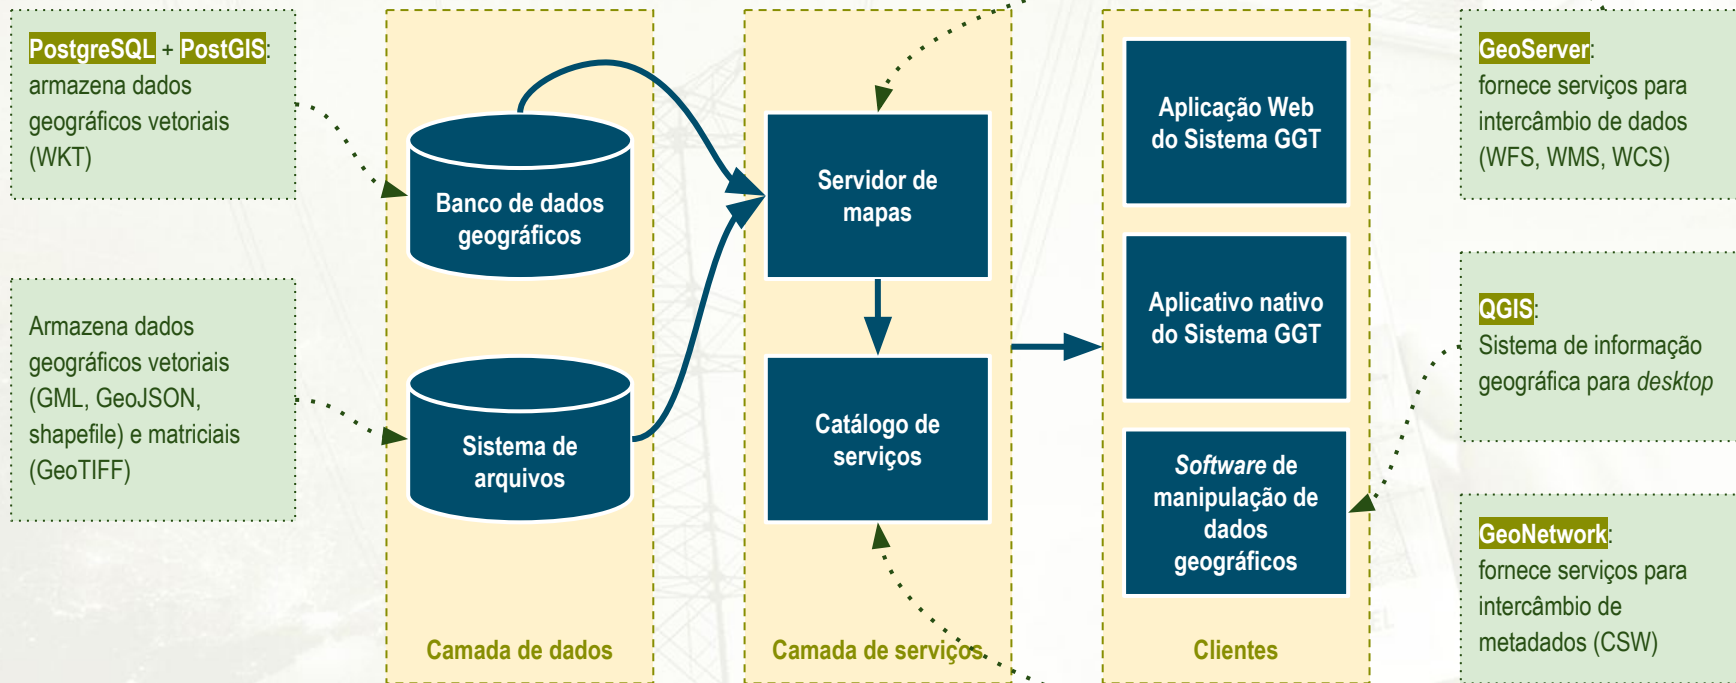 PostgreSQL + PostGIS:
armazena dados
geográficos vetoriais
(WKT)
Armazena dados
geográficos vetoriais
(GML, GeoJSON,
shapefile) e matriciais
(GeoTIFF)
Banco de dados
geográficos
Sistema de
arquivos
Camada de dados
Servidor de
mapas
Catálogo de
serviços
Camada de serviços
Aplicação Web
do Sistema GGT
Aplicativo nativo
do Sistema GGT
Software de
manipulação de
dados
geográficos
Clientes
GeoServer:
fornece serviços para
intercâmbio de dados
(WFS, WMS, WCS)
QGIS:
Sistema de informação
geográfica para desktop
GeoNetwork:
fornece serviços para
intercâmbio de
metadados (CSW)